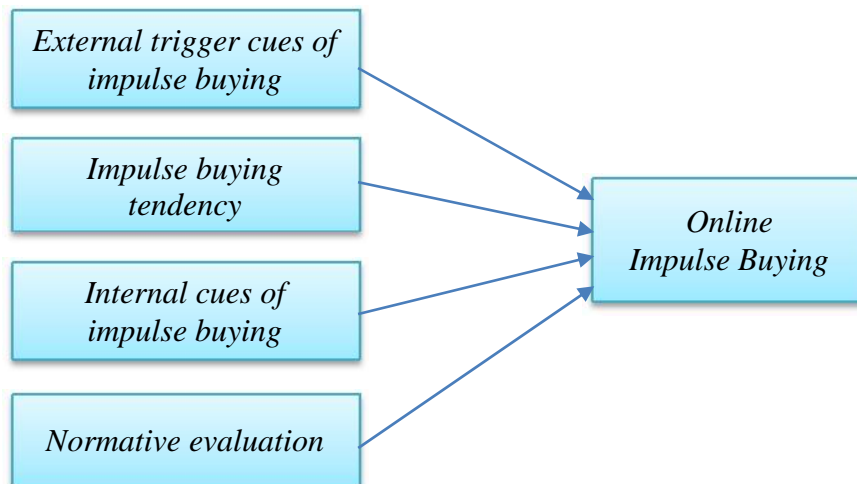 External trigger cues of
impulse buying
Impulse buying
tendency
Internal cues of
impulse buying
Normative evaluation
Online
Impulse Buying